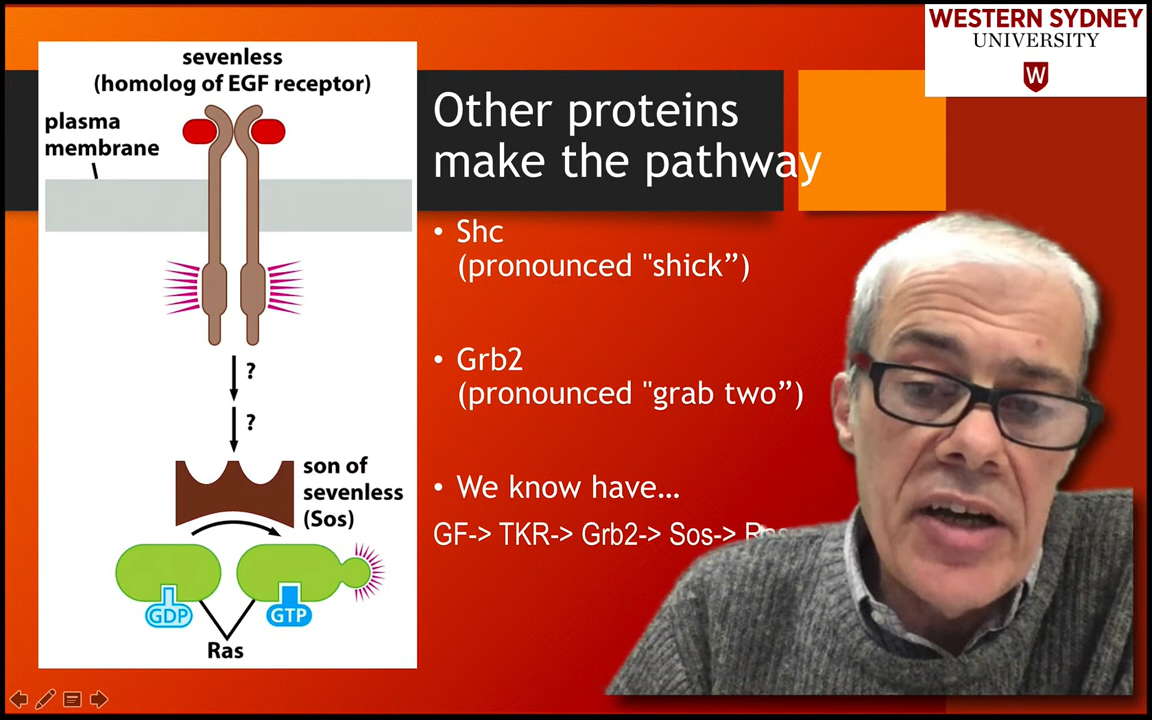 WESTERN SYDNEY
UNIVERSITY
W
sevenless
(homolog of EGF receptor)
plasma
membrane
?
?
son of
sevenless
(Sos)
GDP
GTP
Ras
Other proteins
make the pathway
• Shc
(pronounced "shick”)
• Grb2
(pronounced "grab two”)
• We know have...
GF-> TKR-> Grb2-> Sos->